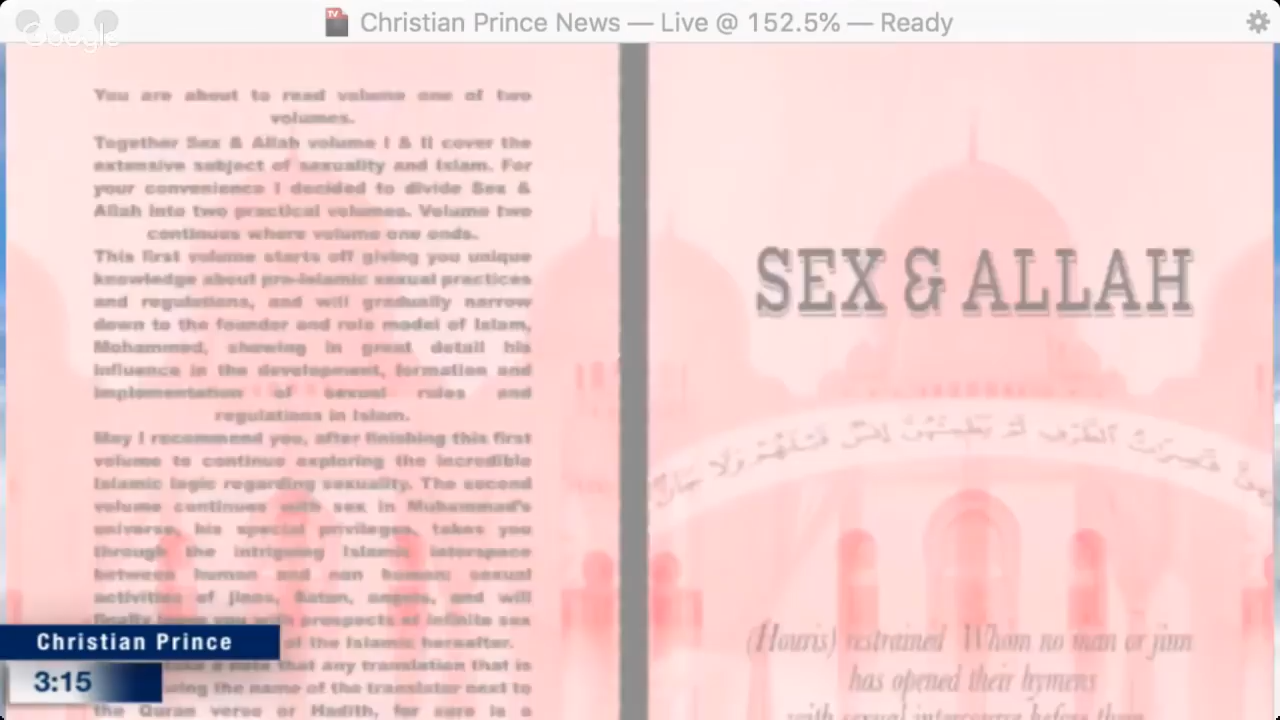 Christian Prince News — Live @ 152.5% — Ready
Google
You are about to read volume one of two
volumes.
Together Sex & Allah volume I & II cover the
extensive subject of sexuality and Islam. For
your convenience I decided to divide Sex &
Allah into two practical volumes. Volume two
continues where volume one ends.
This first volume starts off giving you unique
knowledge about pre-Islamic sexual practices
and regulations, and will gradually narrow
down to the founder and role model of Islam,
Mohammed, showing in great detail his
influence in the development, formation and
implementation of sexual rules and
regulations in Islam.
May I recommend you, after finishing this first
volume to continue exploring the incredible
Islamic logic regarding sexuality. The second
volume continues with sex in Muhammad's
universe, his special privileges, takes you
through the intriguing Islamic interspace
between human and non human; sexual
activities of jinns, Satan, angels, and will
finally leave you with prospects of infinite sex
of the Islamic hereafter.
take a note that any translation that is
the name of the translator next to
the Quran verse or Hadith, for sure is a
SEX & ALLAH
(Houris) restrained Whom no man or jinn
has opened their hymens
with sexual intercourse before them
Christian Prince
3:15